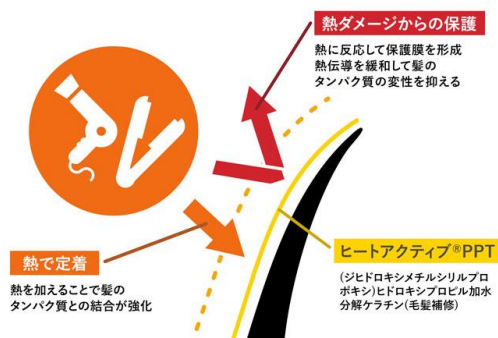 熱ダメージからの保護
熱に反応して保護膜を形成
熱伝導を緩和して髪の
タンパク質の変性を抑える
熱で定着
熱を加えることで髪の
タンパク質との結合が強化
ヒートアクティブ®PPT
(ジヒドロキシメチルシリルプロ
ポキシ)ヒドロキシプロピル加水
分解ケラチン(毛髪補修)